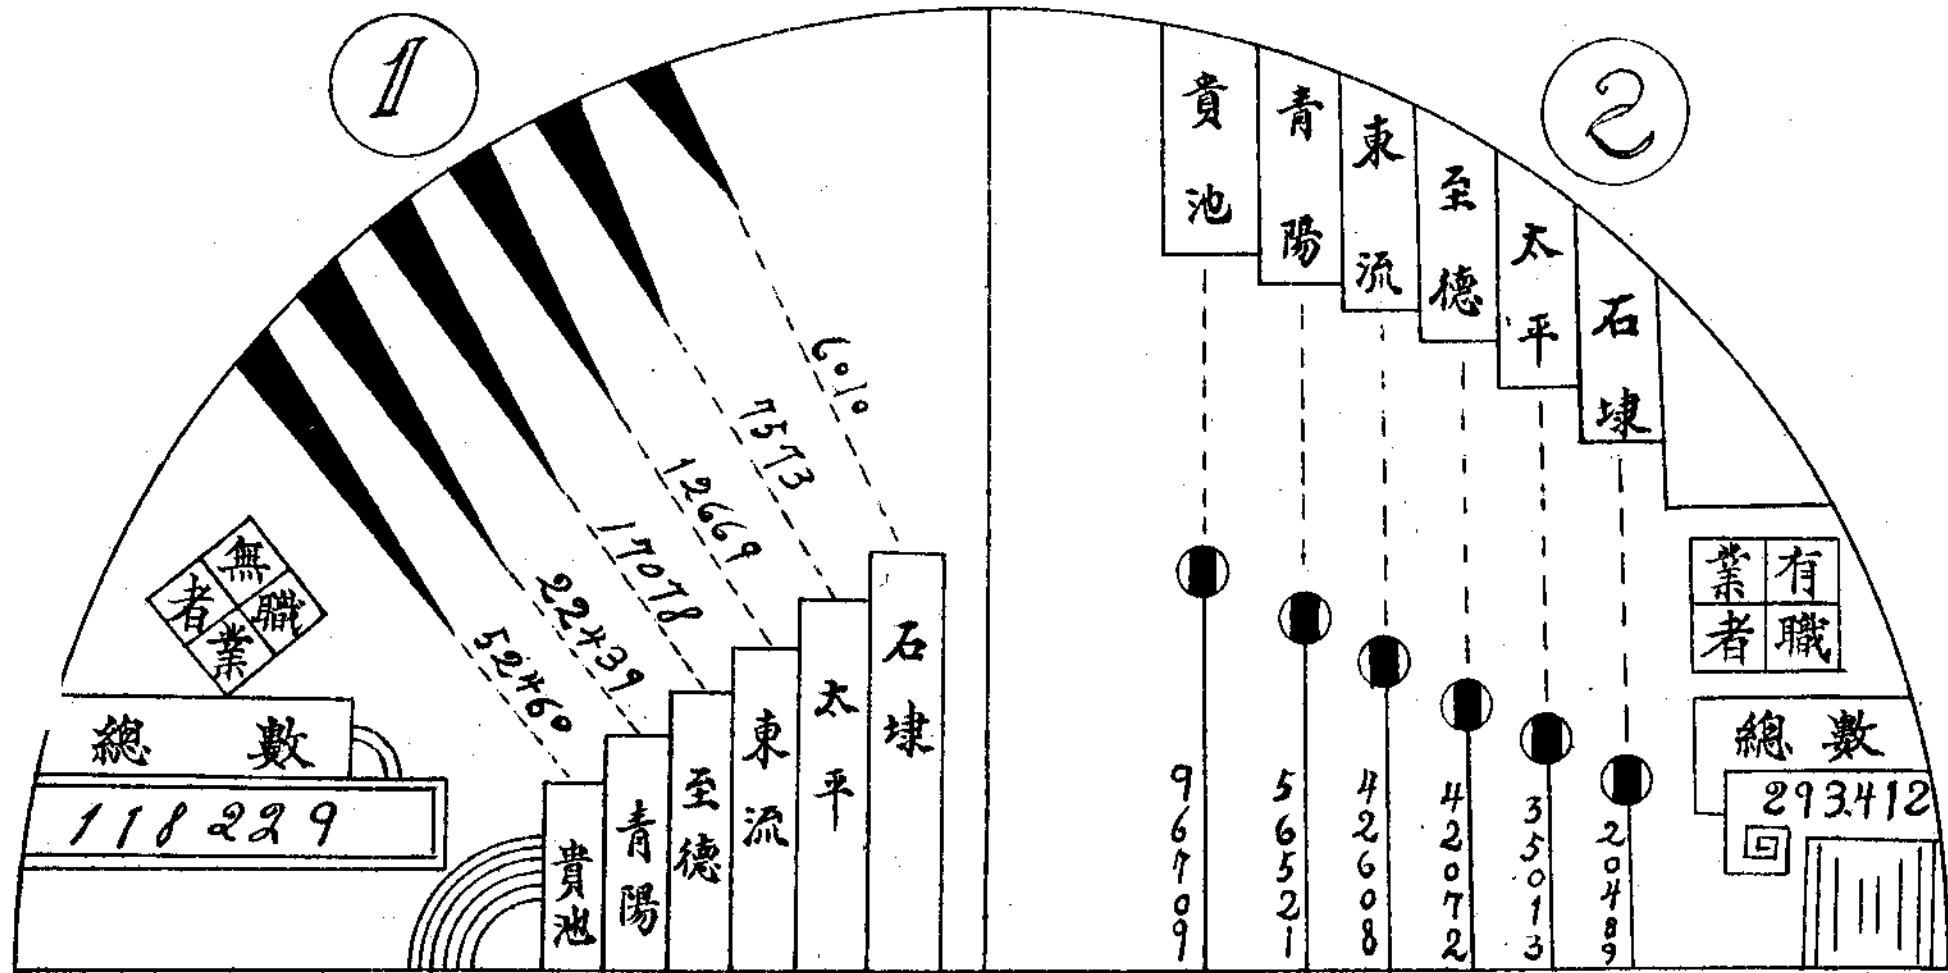 1
無職業者
總數
118229
6010
7573
12669
17078
22439
52460
石埭
太平
東流
至德
青陽
貴池
2
貴池
青陽
東流
至德
太平
石埭
有職業者
總數
293.412
96709
56521
42608
42072
35013
20489